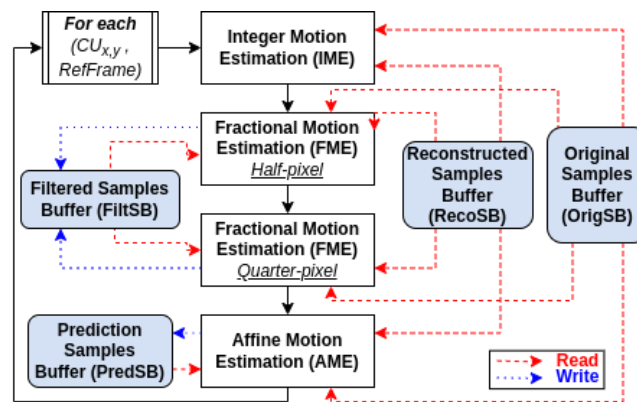 For each
(CUx,y ,
RefFrame)
Integer Motion
Estimation (IME)
Fractional Motion
Estimation (FME)
Half-pixel
Filtered Samples
Buffer (FiltSB)
Reconstructed
Samples
Buffer
(RecoSB)
Original
Samples
Buffer
(OrigSB)
Fractional Motion
Estimation (FME)
Quarter-pixel
Prediction
Samples
Buffer (PredSB)
Affine Motion
Estimation (AME)
Read
Write